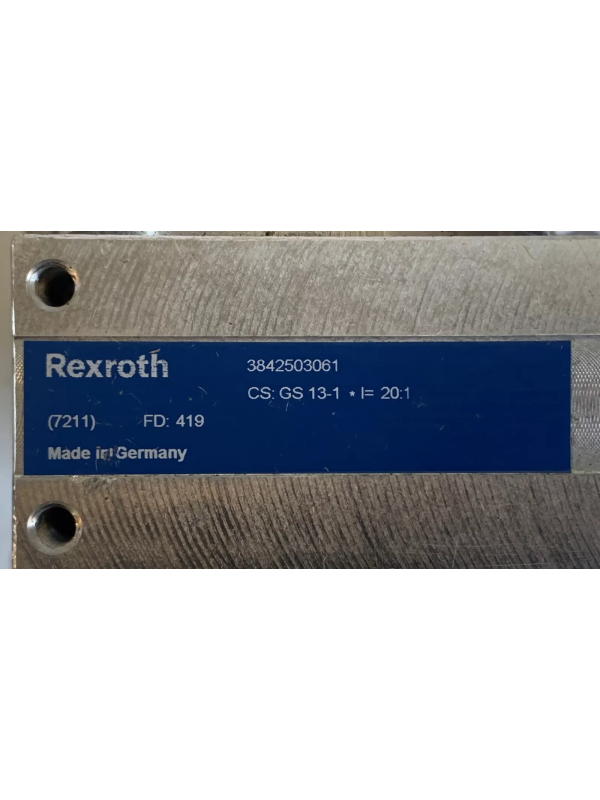 Rexroth 3842503061
CS: GS 13-1 * I= 20:1
(7211) FD: 419
Made in Germany